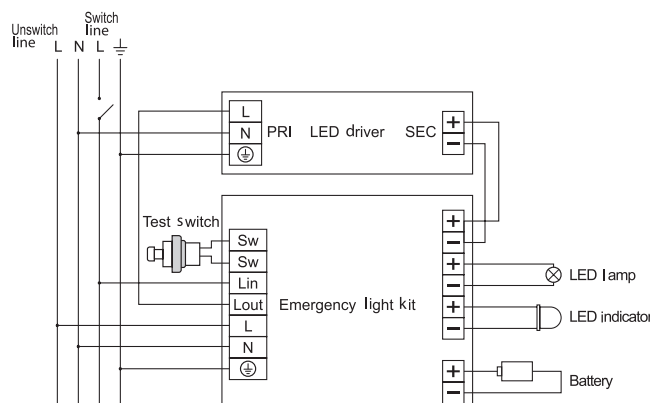 Unswitch line
Switch line
L N L
L
N
PRI LED driver SEC
+
−
Test switch
Sw
Sw
Lin
Lout
L
N
Emergency light kit
+
−
+
−
+
−
+
−
LED lamp
LED indicator
Battery